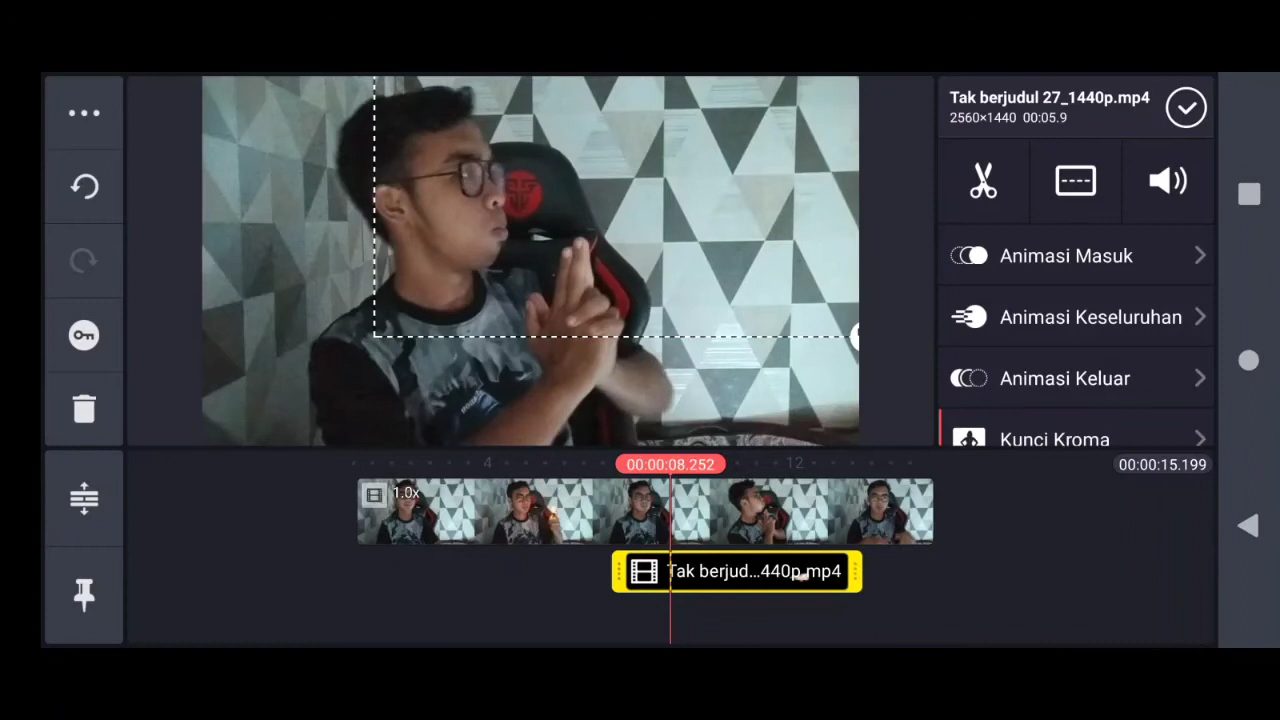 Tak berjudul 27_1440p.mp4
2560×1440 00:05.9
Animasi Masuk
Animasi Keseluruhan
Animasi Keluar
Kunci Kroma
4
00:00:08.252
12
00:00:15.199
1.0x
Tak berjud...440p.mp4